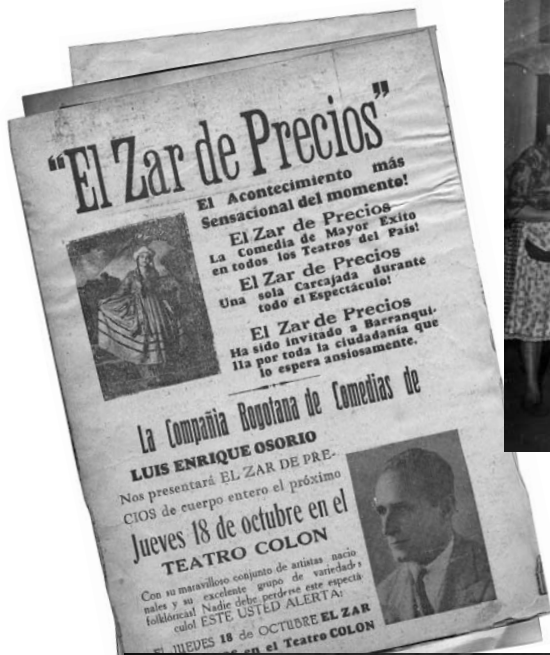 "El Zar de Precios"
El Acontecimiento más
Sensacional del momento!
El Zar de Precios
La Comedia de Mayor Exito
en todos los Teatros del País!
El Zar de Precios
Una sola Carcajada durante
todo el Espectáculo!
El Zar de Precios
Ha sido invitado a Barranqui-
lla por toda la ciudadanía que
lo espera ansiosamente.
La Compañia Bogotana de Comedias de
LUIS ENRIQUE OSORIO
Nos presentará EL ZAR DE PRE-
CIOS de cuerpo entero el próximo
Jueves 18 de octubre en el
TEATRO COLON
Con su maravilloso conjunto de artistas nacio
nales y su excelente grupo de variedades
folklóricas! Nadie debe perderse este espectá
culo! ESTE USTED ALERTA:
EL JUEVES 18 de OCTUBRE EL ZAR
en el Teatro COLON